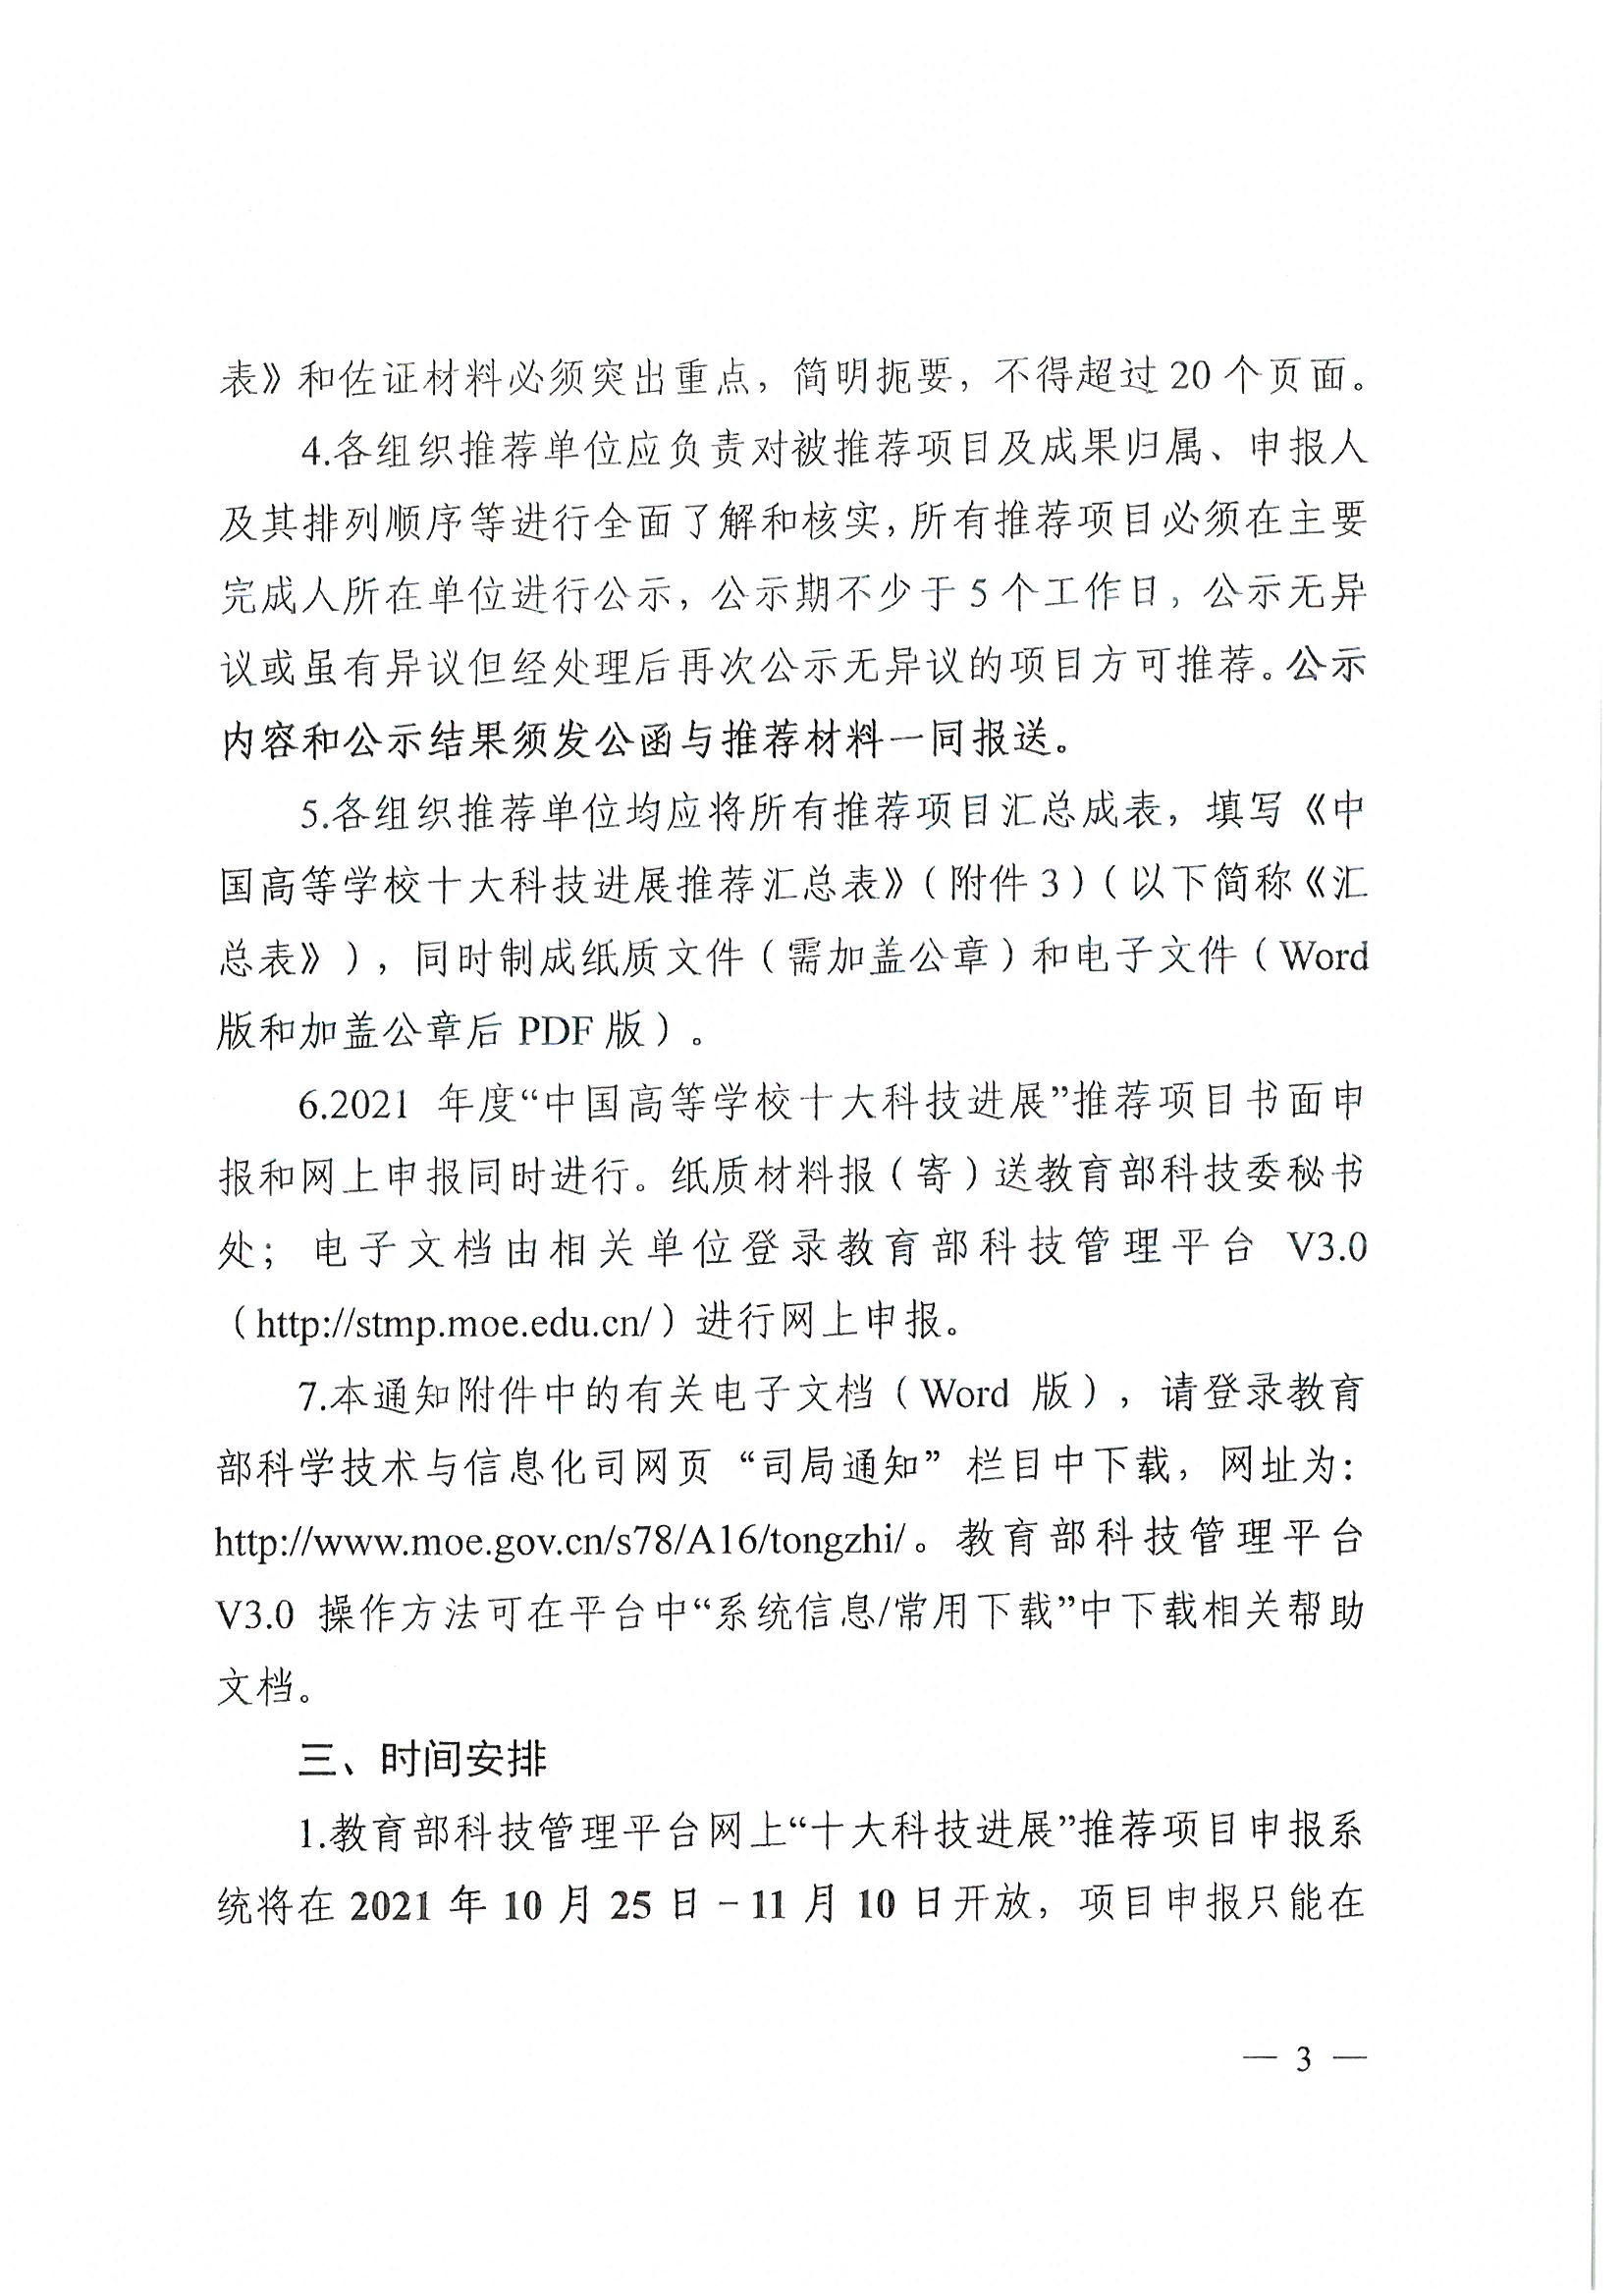 表》和佐证材料必须突出重点，简明扼要，不得超过 20 个页面。
4.各组织推荐单位应负责对被推荐项目及成果归属、申报人
及其排列顺序等进行全面了解和核实，所有推荐项目必须在主要
完成人所在单位进行公示，公示期不少于 5 个工作日，公示无异
议或虽有异议但经处理后再次公示无异议的项目方可推荐。公示
内容和公示结果须发公函与推荐材料一同报送。
5.各组织推荐单位均应将所有推荐项目汇总成表，填写《中
国高等学校十大科技进展推荐汇总表》（附件 3）（以下简称《汇
总表》），同时制成纸质文件（需加盖公章）和电子文件（Word
版和加盖公章后 PDF 版）。
6.2021 年度“中国高等学校十大科技进展”推荐项目书面申
报和网上申报同时进行。纸质材料报（寄）送教育部科技委秘书
处；电子文档由相关单位登录教育部科技管理平台 V3.0
（http://stmp.moe.edu.cn/）进行网上申报。
7.本通知附件中的有关电子文档（Word 版），请登录教育
部科学技术与信息化司网页“司局通知”栏目中下载，网址为：
http://www.moe.gov.cn/s78/A16/tongzhi/。教育部科技管理平台
V3.0 操作方法可在平台中“系统信息/常用下载”中下载相关帮助
文档。
三、时间安排
1.教育部科技管理平台网上“十大科技进展”推荐项目申报系
统将在 2021 年 10 月 25 日－11 月 10 日开放，项目申报只能在
— 3 —